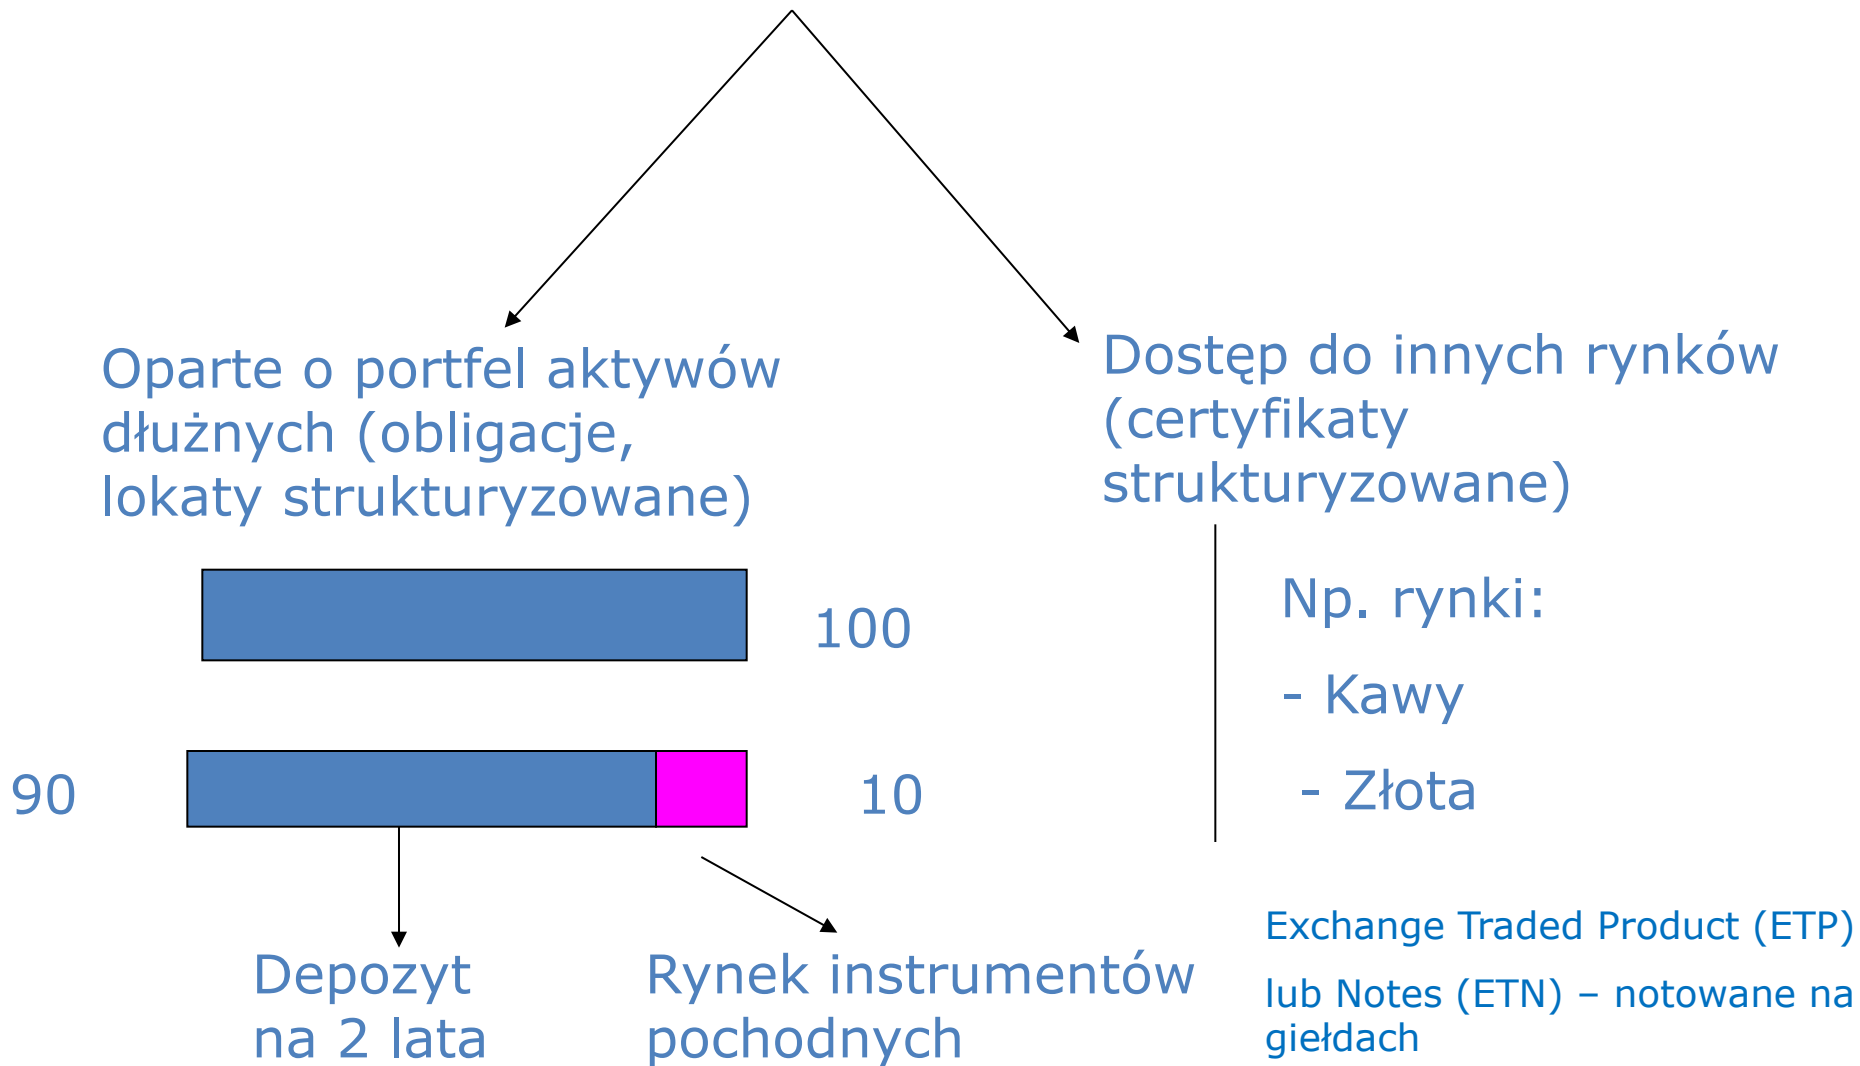 Oparte o portfel aktywów
dłużnych (obligacje,
lokaty strukturyzowane)
100
90
10
Depozyt
na 2 lata
Rynek instrumentów
pochodnych
Dostęp do innych rynków
(certyfikaty
strukturyzowane)
Np. rynki:
- Kawy
- Złota
Exchange Traded Product (ETP)
lub Notes (ETN) – notowane na
giełdach